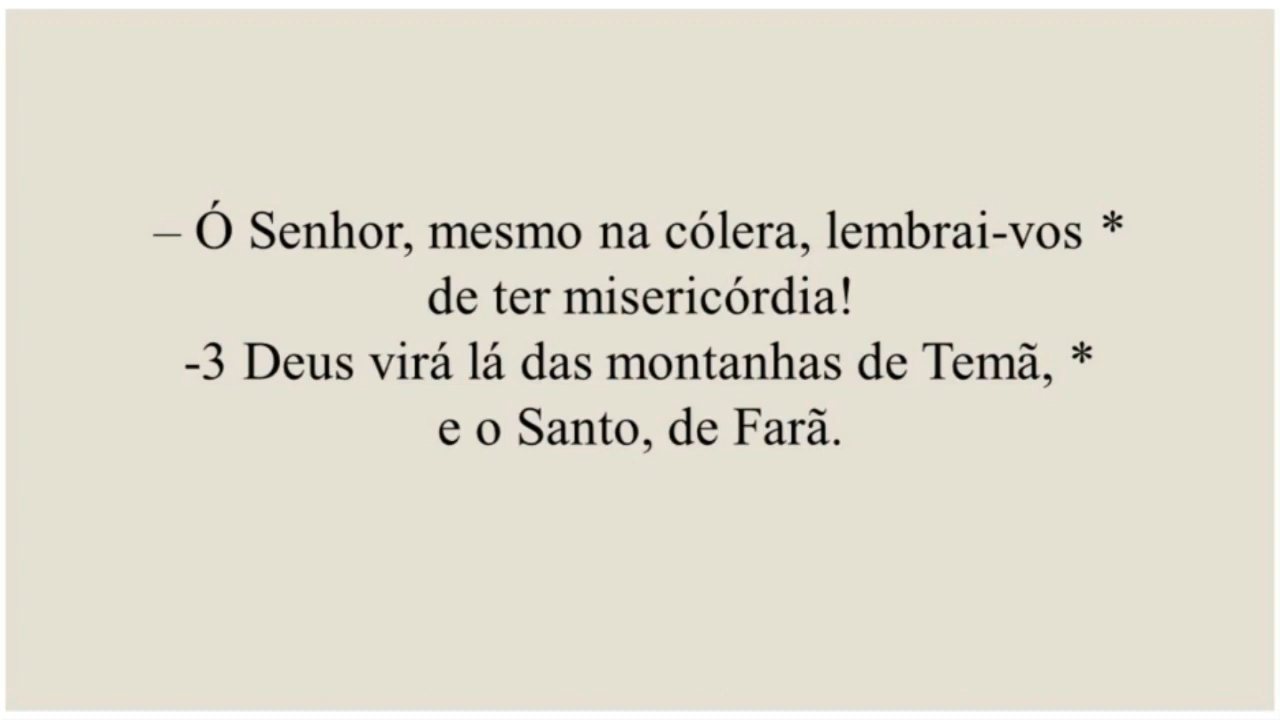 – Ó Senhor, mesmo na cólera, lembrai-vos *
de ter misericórdia!
-3 Deus virá lá das montanhas de Temã, *
e o Santo, de Farã.